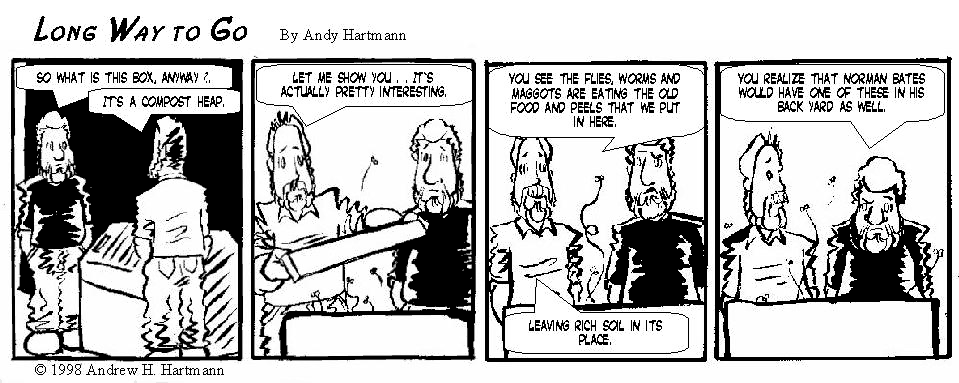 LONG WAY TO GO
By Andy Hartmann
SO WHAT IS THIS BOX, ANYWAY ?.
IT'S A COMPOST HEAP.
LET ME SHOW YOU . . IT'S
ACTUALLY PRETTY INTERESTING.
YOU SEE THE FLIES, WORMS AND
MAGGOTS ARE EATING THE OLD
FOOD AND PEELS THAT WE PUT
IN HERE.
LEAVING RICH SOIL IN ITS
PLACE.
YOU REALIZE THAT NORMAN BATES
WOULD HAVE ONE OF THESE IN HIS
BACK YARD AS WELL.
© 1998 Andrew H. Hartmann